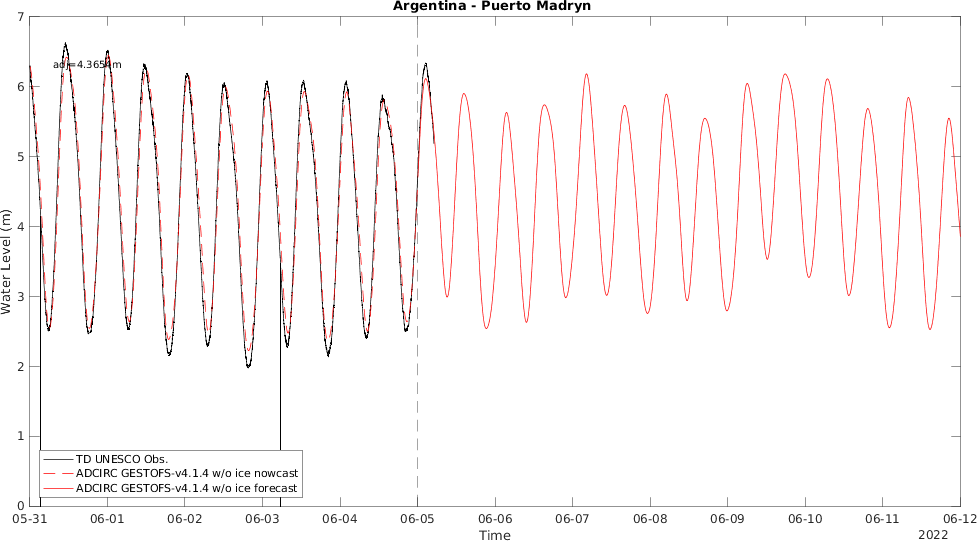 Argentina - Puerto Madryn
7
6
5
4
3
2
1
0
Water Level (m)
adj=4.3654m
TD UNESCO Obs.
ADCIRC GESTOFS-v4.1.4 w/o ice nowcast
ADCIRC GESTOFS-v4.1.4 w/o ice forecast
05-31 06-01 06-02 06-03 06-04 06-05 06-06 06-07 06-08 06-09 06-10 06-11 06-12
Time
2022